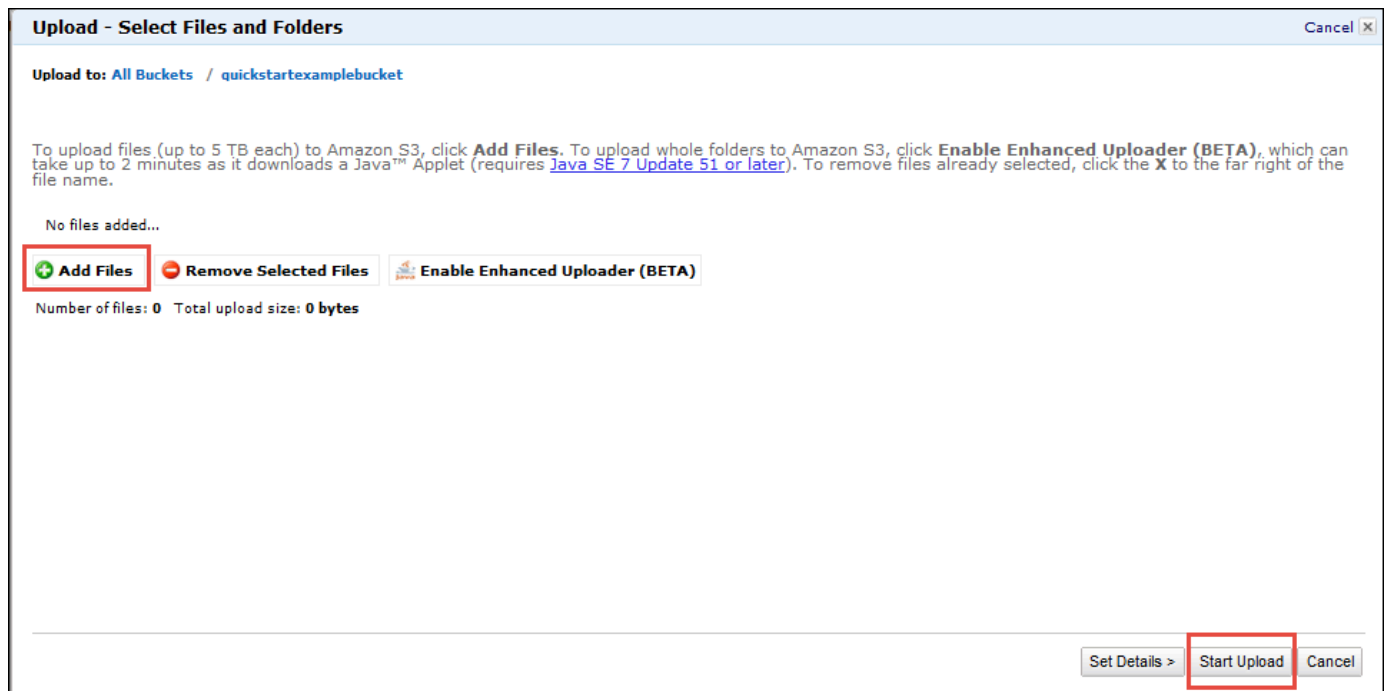 Upload - Select Files and Folders
Cancel
Upload to: All Buckets / quickstartexamplebucket
To upload files (up to 5 TB each) to Amazon S3, click Add Files. To upload whole folders to Amazon S3, click Enable Enhanced Uploader (BETA), which can
take up to 2 minutes as it downloads a Java™ Applet (requires Java SE 7 Update 51 or later). To remove files already selected, click the X to the far right of the
file name.
No files added...
Add Files Remove Selected Files Enable Enhanced Uploader (BETA)
Number of files: 0 Total upload size: 0 bytes
Set Details > Start Upload Cancel